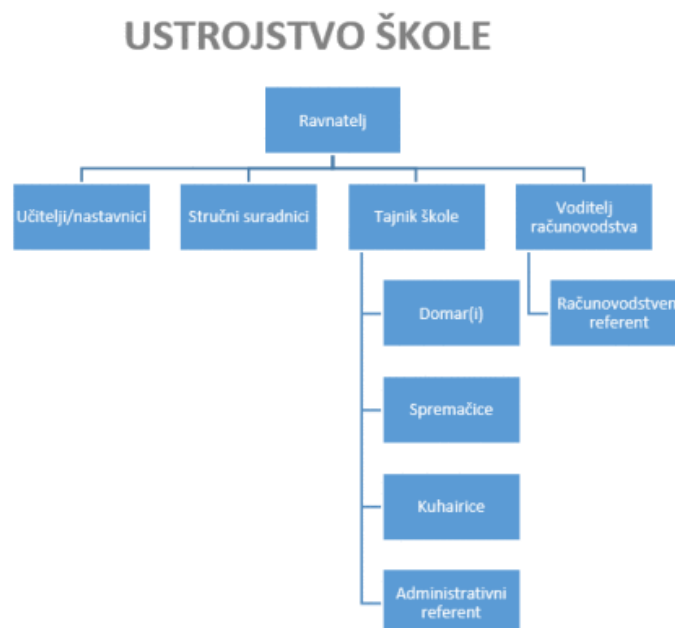 USTROJSTVO ŠKOLE
Ravnatelj
Učitelji/nastavnici
Stručni suradnici
Tajnik škole
Voditelj
računovodstva
Domar(i)
Računovodstven
referent
Spremačice
Kuhairice
Administrativni
referent